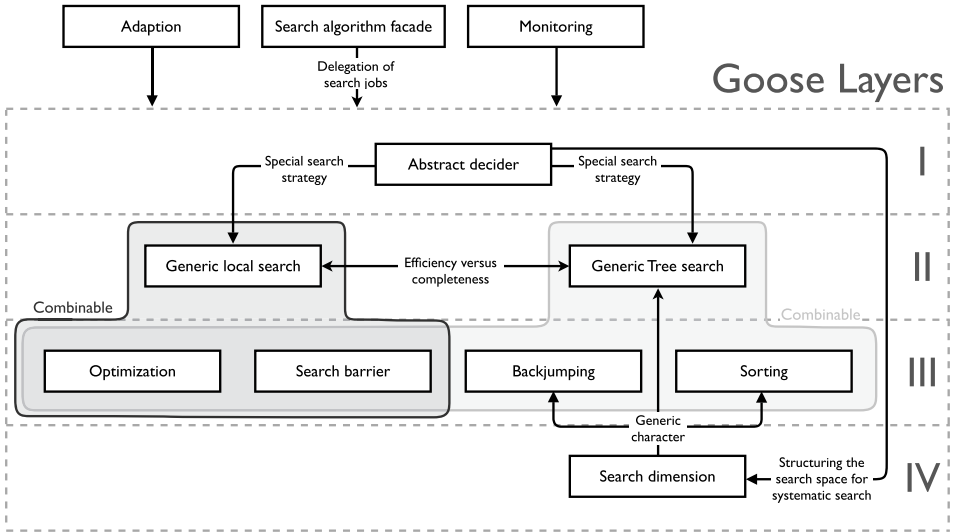 Adaption
Search algorithm facade
Monitoring
Delegation of
search jobs
Goose Layers
Special search
strategy
Abstract decider
Special search
strategy
I
Generic local search
Efficiency versus
completeness
Generic Tree search
II
Combinable
Combinable
Optimization
Search barrier
Backjumping
Sorting
III
Generic
character
Search dimension
Structuring the
search space for
systematic search
IV